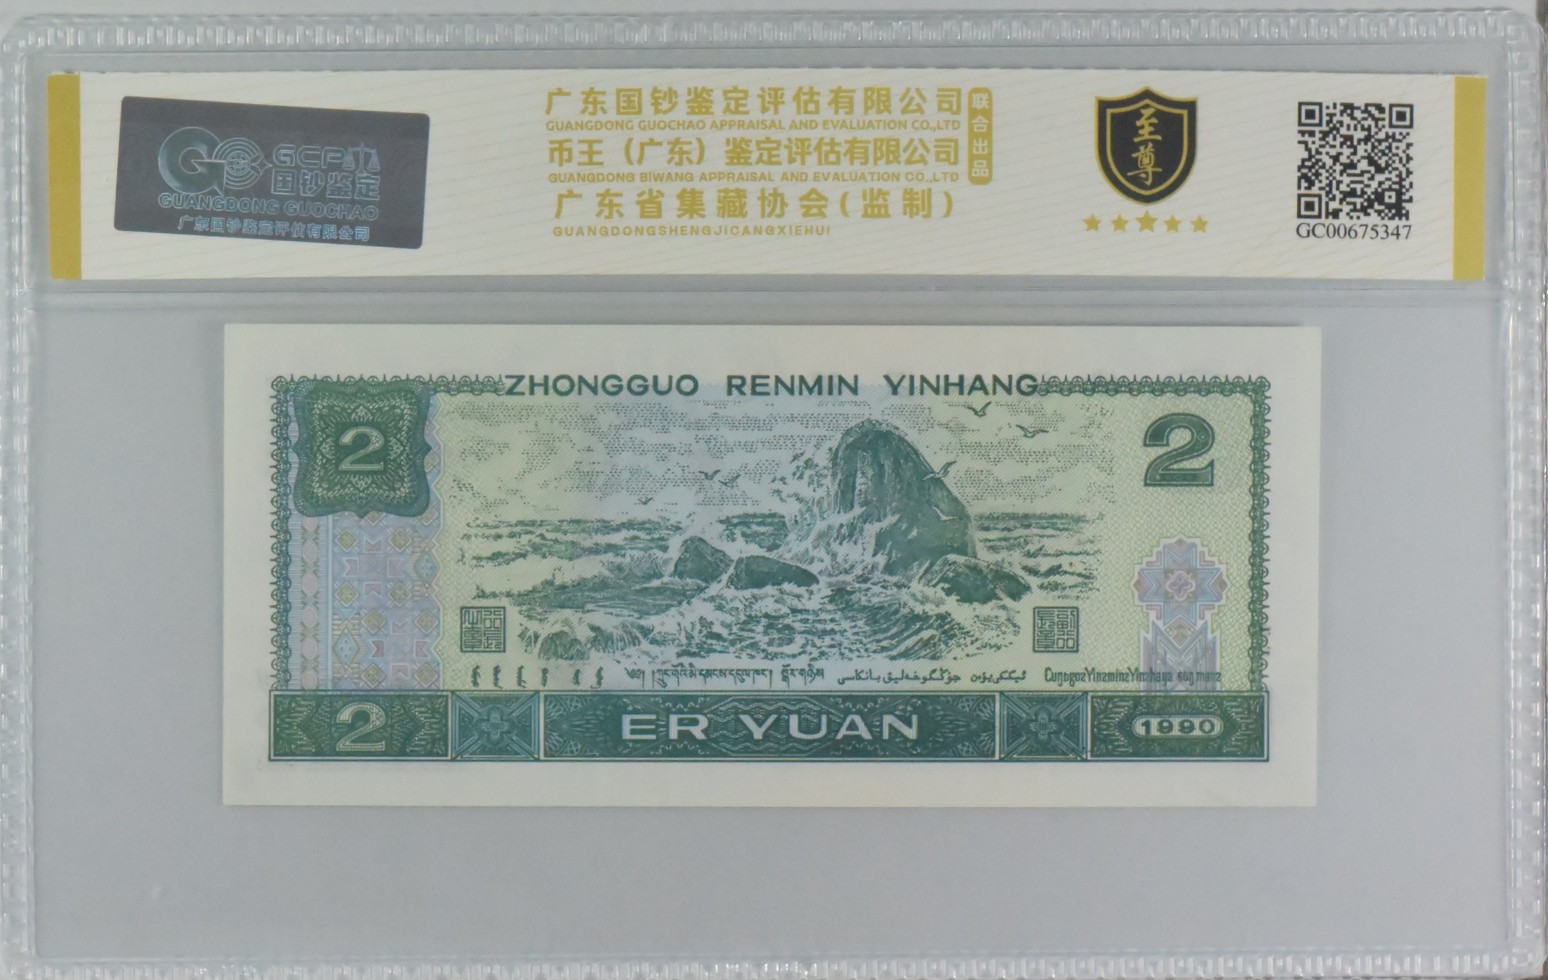 GCP
国钞鉴定
GUANGDONG GUOCHAO
广东国钞鉴定评估有限公司
广东国钞鉴定评估有限公司
GUANGDONG GUOCHAO APPRAISAL AND EVALUATION CO.,LTD
币王（广东）鉴定评估有限公司
GUANGDONG BIWANG APPRAISAL AND EVALUATION CO.,LTD
联合出品
广东省集藏协会(监制)
GUANGDONGSHENGJICANGXIEHUI
至尊
GC00675347
ZHONGGUO RENMIN YINHANG
2
2
2
ER YUAN
1990